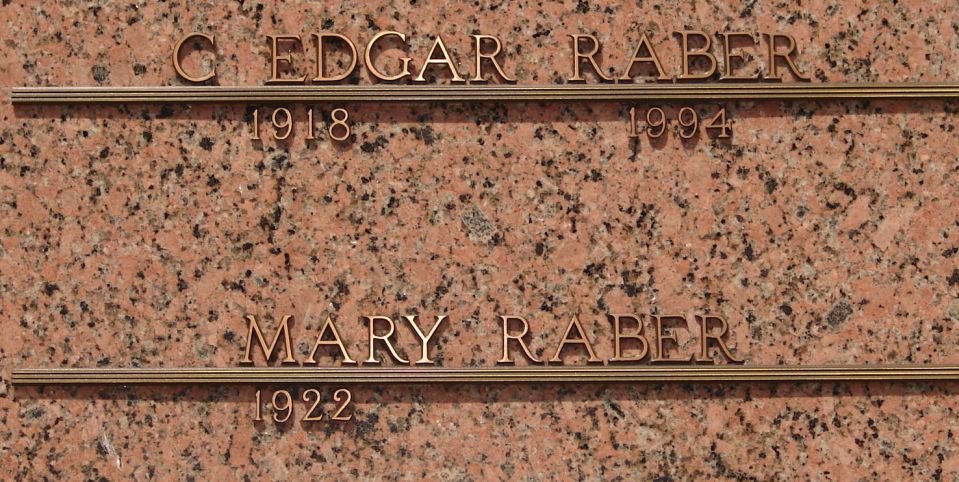 C EDGAR RABER
1918 1994
MARY RABER
1922